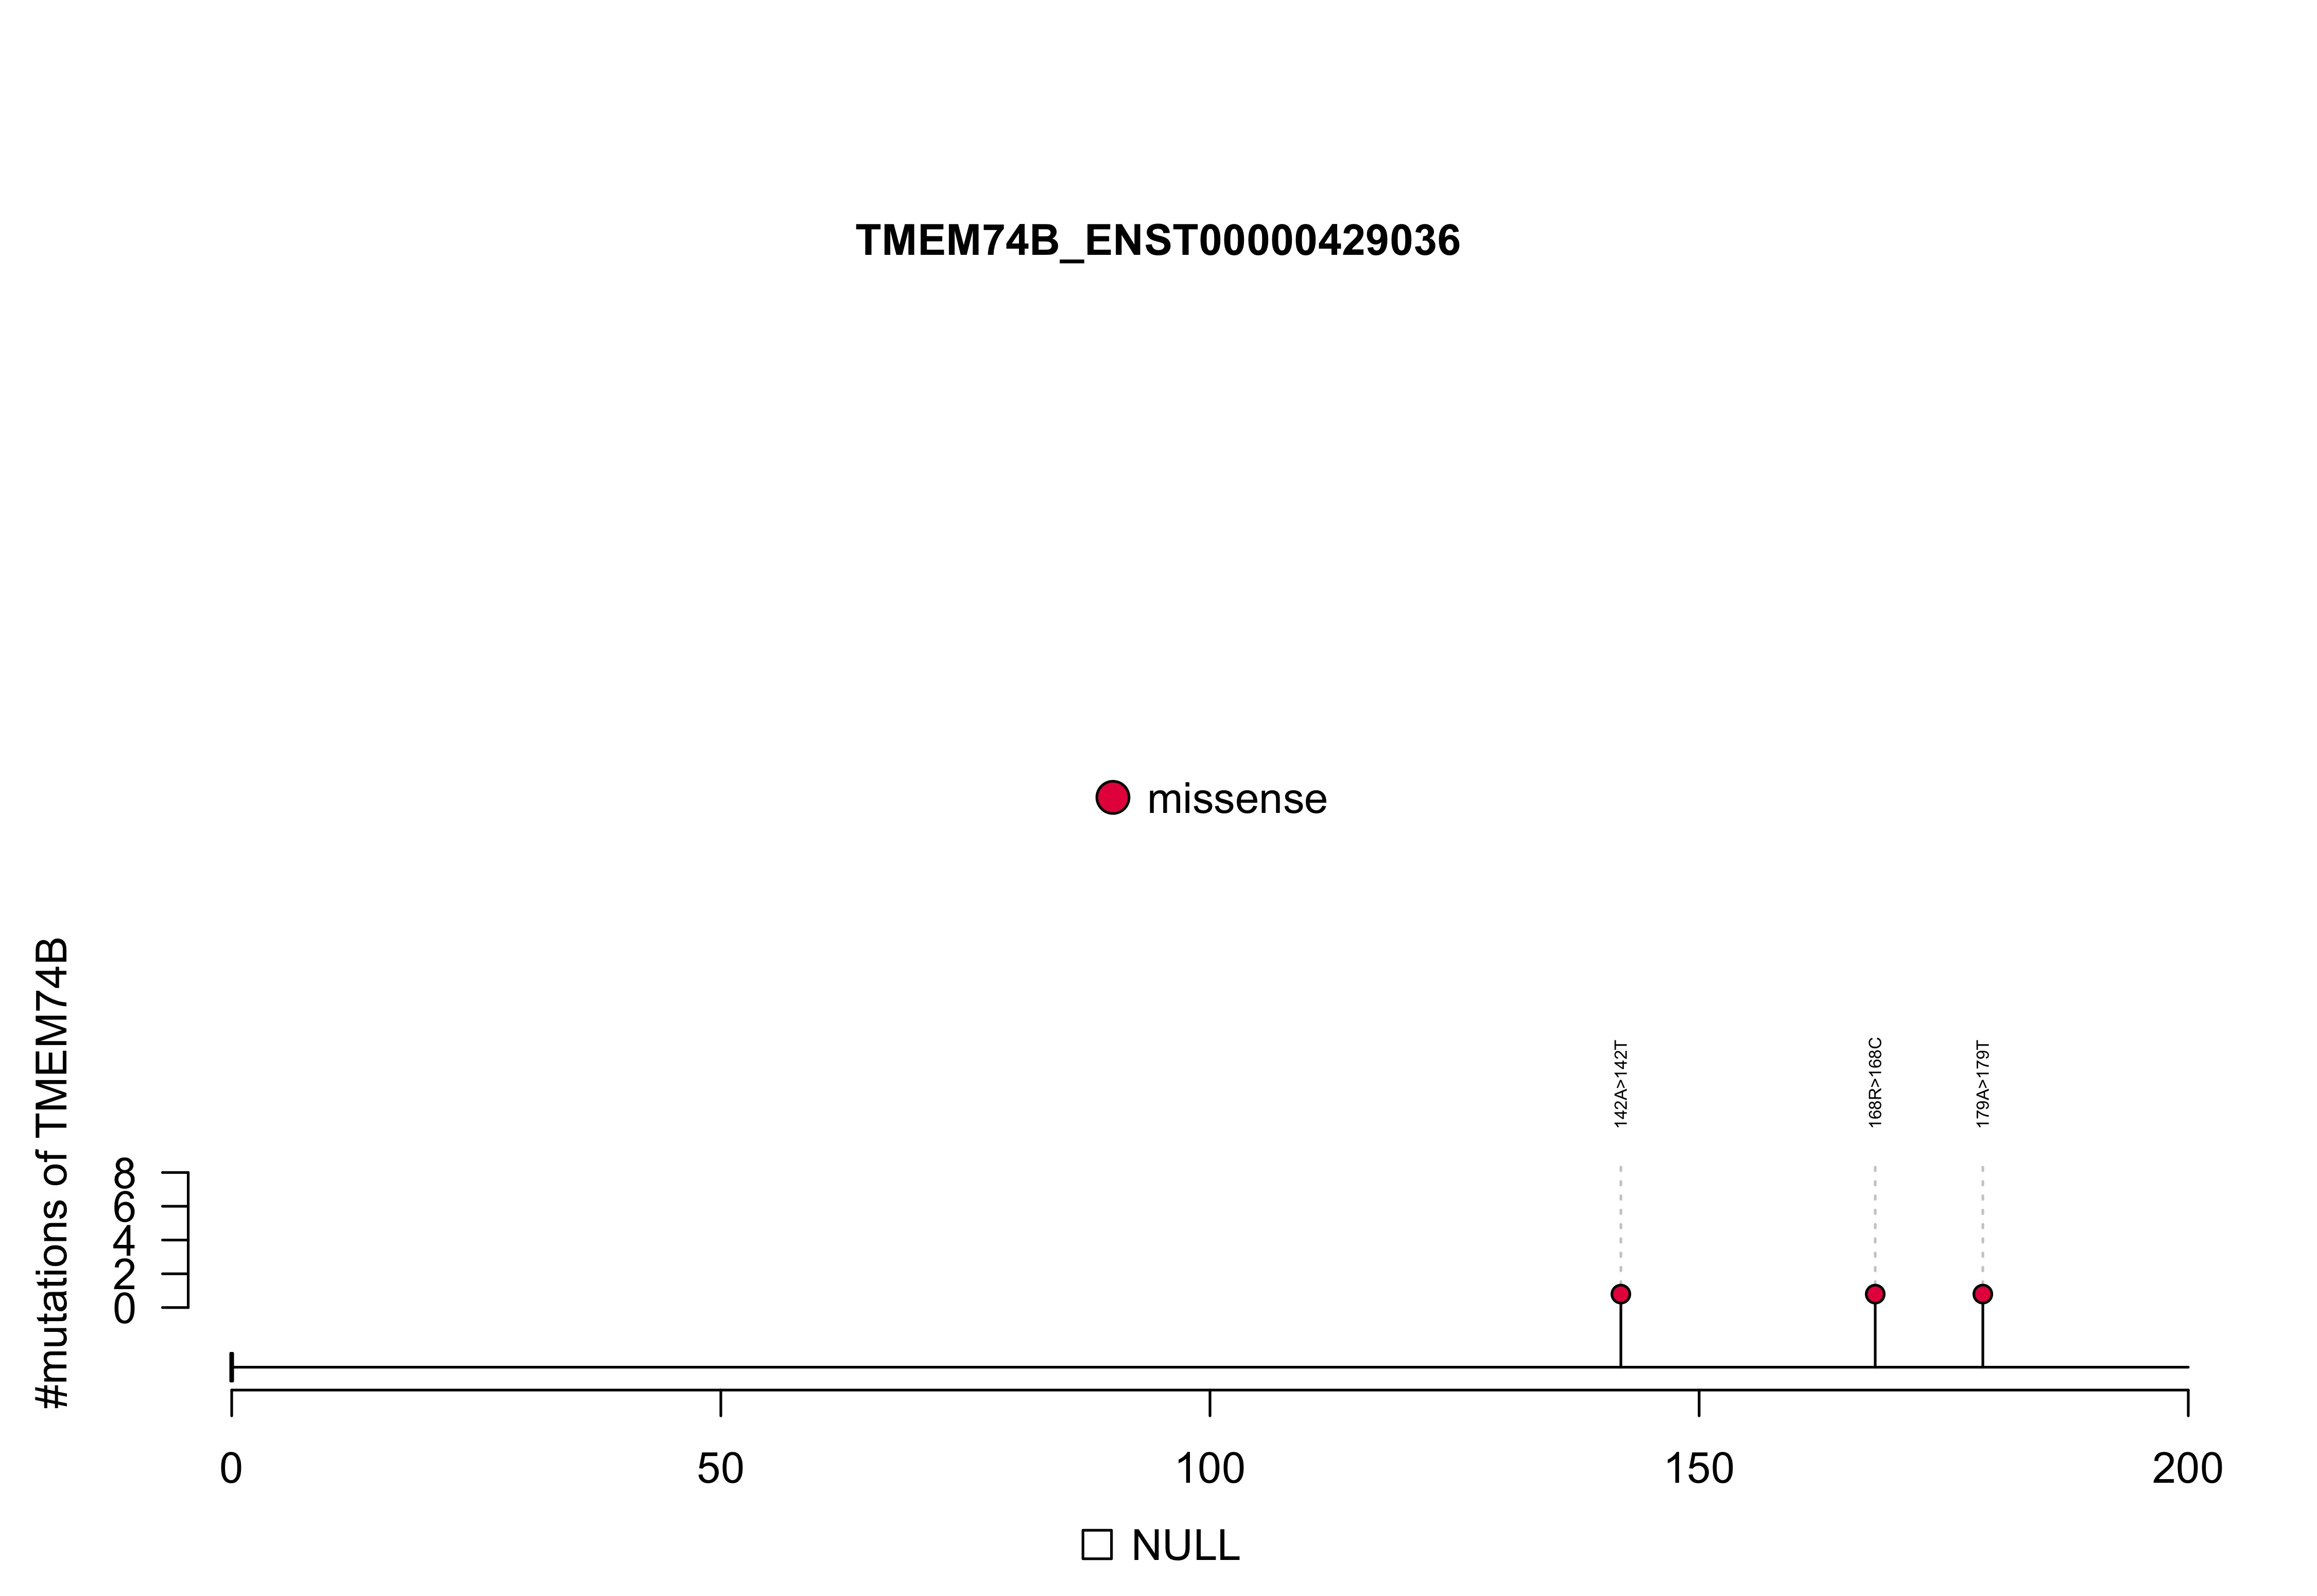 TMEM74B_ENST00000429036
missense
#mutations of TMEM74B
142A>142T
168R>168C
179A>179T
8
6
4
2
0
0 50 100 150 200
NULL